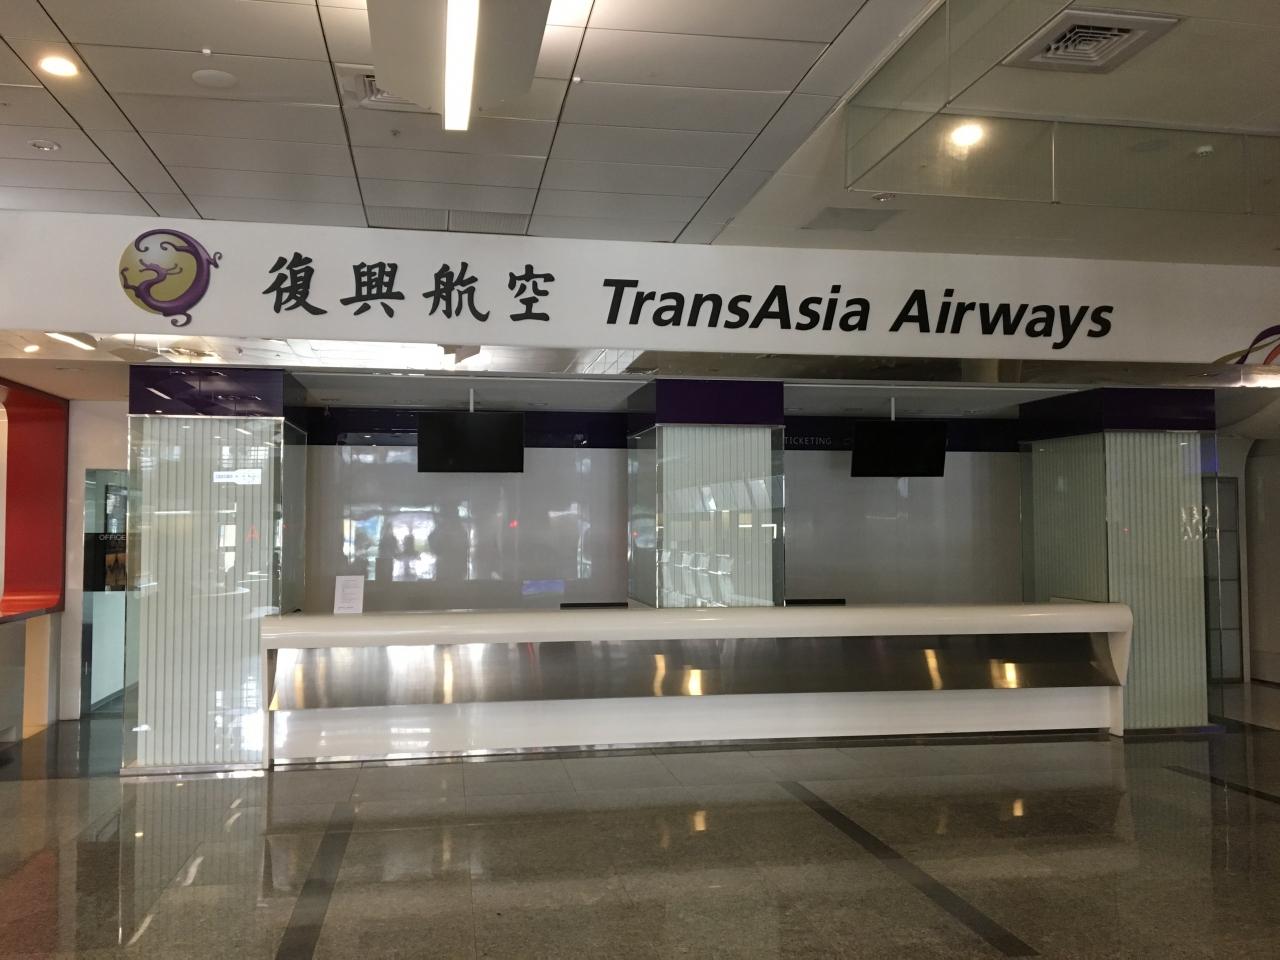 復興航空 TransAsia Airways
TICKETING
OFFICE